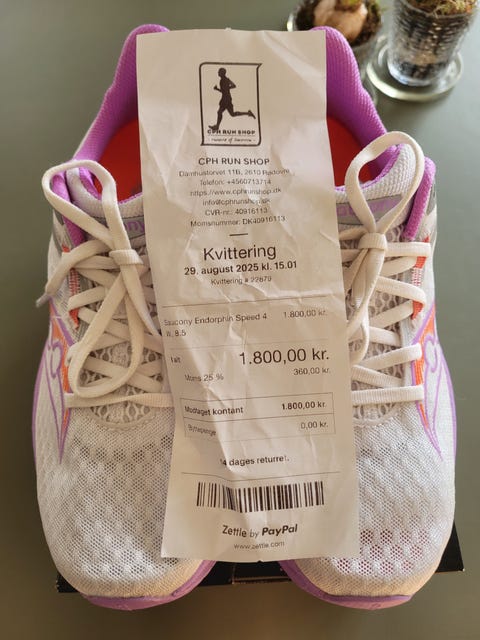 CPH RUN SHOP
CPH RUN SHOP
Damhustorvet 11B, 2610 Rødovre
Telefon: +4560713714
https://www.cphrunshop.dk
info@cphrunshop.dk
CVR-nr.: 40916113
Momsnummer: DK40916113
Kvittering
29. august 2025 kl. 15.01
Kvittering # 22679
Saucony Endorphin Speed 4 1.800,00 kr.
8.5
I alt 1.800,00 kr.
Moms 25 % 360,00 kr.
Modtaget kontant 1.800,00 kr.
Byttepenge 0,00 kr.
14 dages returret.
Zettle by PayPal
www.zettle.com